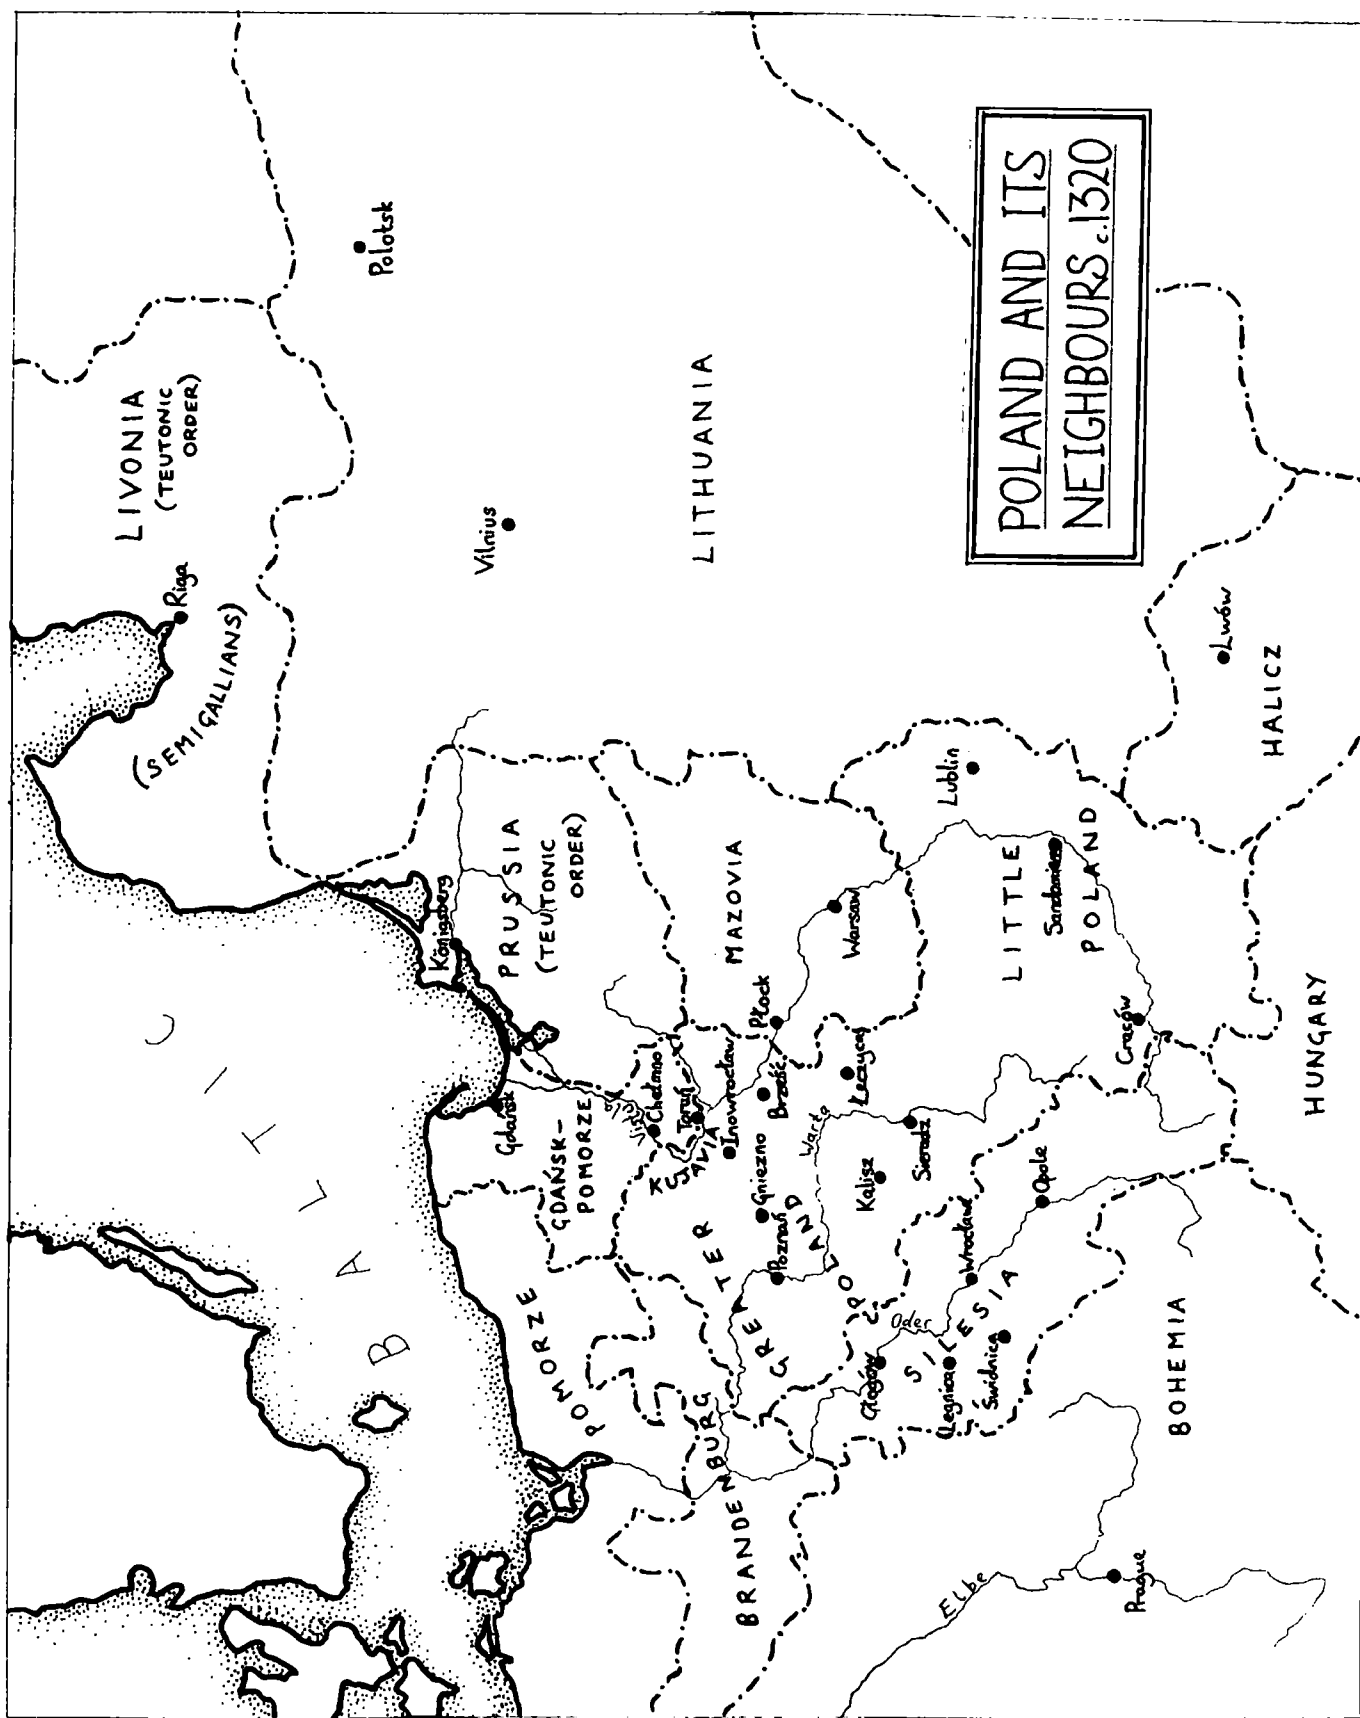 BALTIC
LIVONIA
(TEUTONIC
ORDER)
Riga
(SEMIGALLIANS)
Polotsk
Vilnius
LITHUANIA
Königsberg
PRUSSIA
(TEUTONIC
ORDER)
Gdańsk
GDAŃSK-
POMORZE
POMORZE
Vistula
Chełmno
Toruń
KUJAVIA
Inowrocław
MAZOVIA
Płock
Brześć
Gniezno
Poznań
GREATER
POLAND
BRANDENBURG
Warta
Warsaw
Łęczyca
Kalisz
Sieradz
Głogów
Oder
SILESIA
Legnica
Świdnica
Wrocław
Opole
Lublin
LITTLE
POLAND
Sandomierz
Cracow
Elbe
Prague
BOHEMIA
Lwów
HALICZ
HUNGARY
POLAND AND ITS
NEIGHBOURS c.1320